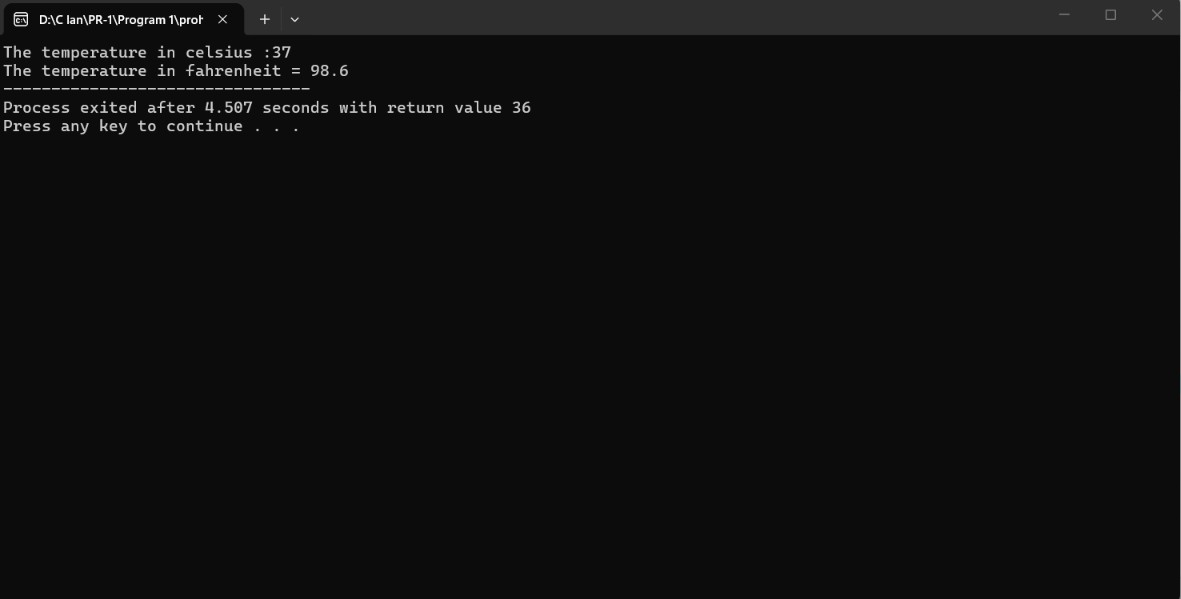 D:\C lan\PR-1\Program 1\prol
The temperature in celsius :37
The temperature in fahrenheit = 98.6
--------------------------------
Process exited after 4.507 seconds with return value 36
Press any key to continue . . .